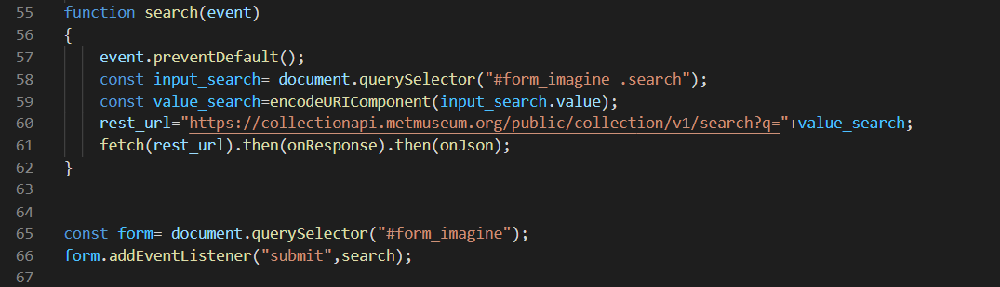 55 function search(event)
56 {
57 event.preventDefault();
58 const input_search= document.querySelector("#form_imagine .search");
59 const value_search=encodeURIComponent(input_search.value);
60 rest_url="https://collectionapi.metmuseum.org/public/collection/v1/search?q="+value_search;
61 fetch(rest_url).then(onResponse).then(onJson);
62 }
63
64
65 const form= document.querySelector("#form_imagine");
66 form.addEventListener("submit",search);
67